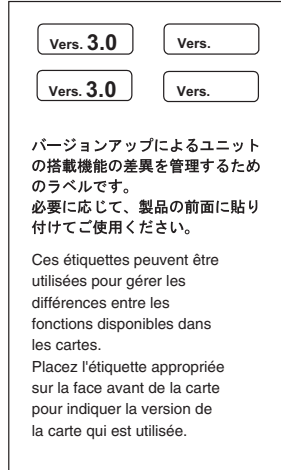 Vers. 3.0
Vers.
Vers. 3.0
Vers.
バージョンアップによるユニット
の搭載機能の差異を管理するため
のラベルです。
必要に応じて、製品の前面に貼り
付けてご使用ください。
Ces étiquettes peuvent être
utilisées pour gérer les
différences entre les
fonctions disponibles dans
les cartes.
Placez l'étiquette appropriée
sur la face avant de la carte
pour indiquer la version de
la carte qui est utilisée.